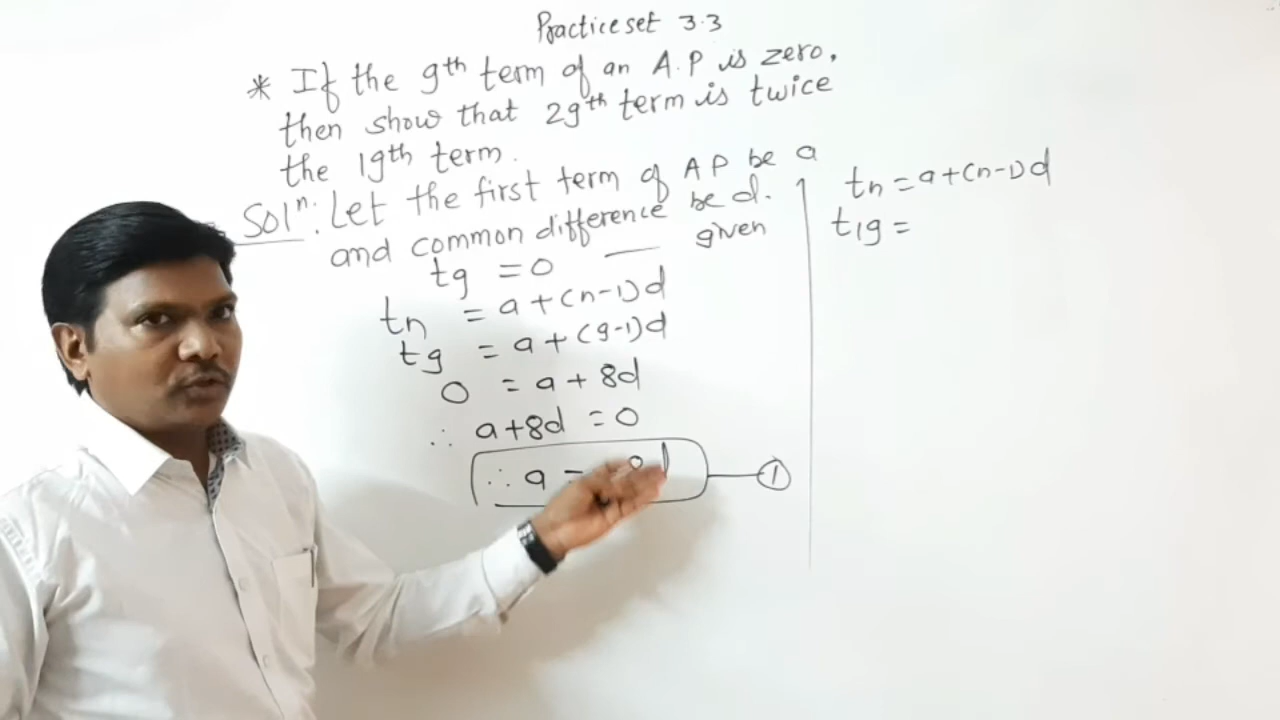 Practice set 3.3
* If the 9th term of an A.P is zero,
then show that 29th term is twice
the 19th term.
Solⁿ: Let the first term of AP be a
and common difference be d.
t9 = 0 — given
tn = a + (n-1)d
t9 = a + (9-1)d
0 = a + 8d
∴ a+8d = 0
∴ a = 8d — ①
tn = a + (n-1)d
t19 =